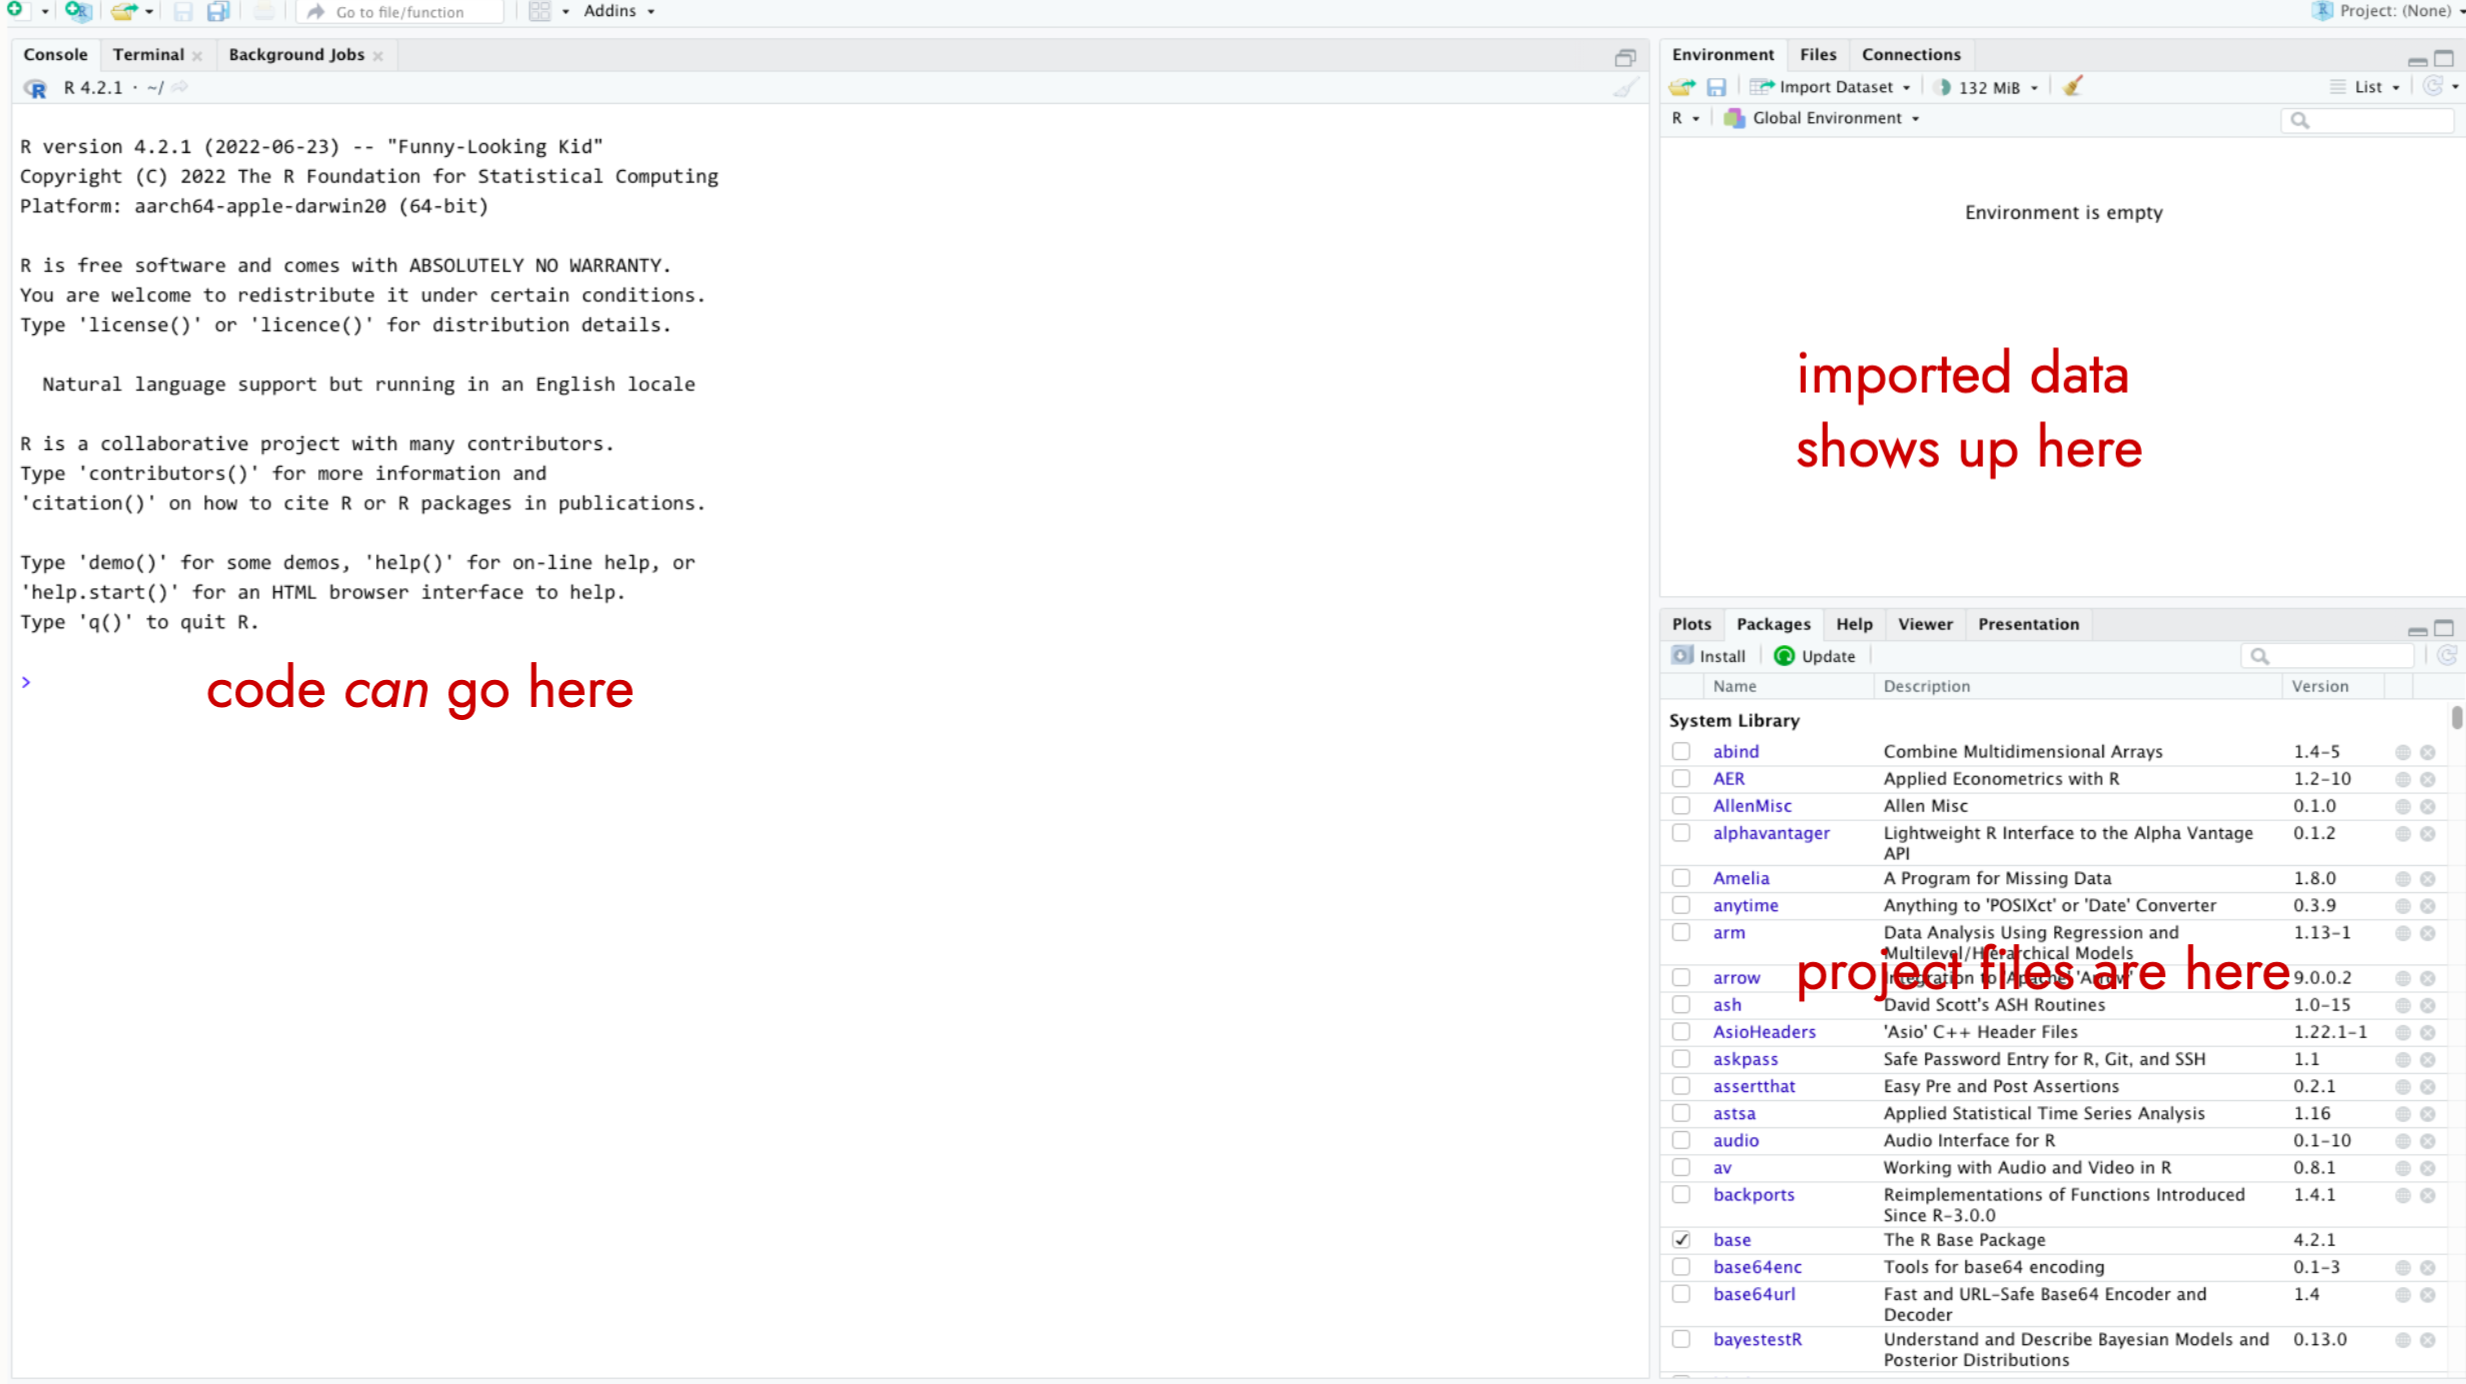 Go to file/function
Addins
Project: (None)
Console
Terminal
Background Jobs
R 4.2.1 · ~/
R version 4.2.1 (2022-06-23) -- "Funny-Looking Kid"
Copyright (C) 2022 The R Foundation for Statistical Computing
Platform: aarch64-apple-darwin20 (64-bit)
R is free software and comes with ABSOLUTELY NO WARRANTY.
You are welcome to redistribute it under certain conditions.
Type 'license()' or 'licence()' for distribution details.
Natural language support but running in an English locale
R is a collaborative project with many contributors.
Type 'contributors()' for more information and
'citation()' on how to cite R or R packages in publications.
Type 'demo()' for some demos, 'help()' for on-line help, or
'help.start()' for an HTML browser interface to help.
Type 'q()' to quit R.
>
code can go here
Environment Files Connections
Import Dataset 132 MiB List
R Global Environment
Environment is empty
imported data
shows up here
Plots Packages Help Viewer Presentation
Install Update
Name Description Version
System Library
abind Combine Multidimensional Arrays 1.4-5
AER Applied Econometrics with R 1.2-10
AllenMisc Allen Misc 0.1.0
alphavantager Lightweight R Interface to the Alpha Vantage 0.1.2
API
Amelia A Program for Missing Data 1.8.0
anytime Anything to 'POSIXct' or 'Date' Converter 0.3.9
arm Data Analysis Using Regression and 1.13-1
Multilevel/Hierarchical Models
project files are here
arrow Integration to 'Apache' 'Arrow' 9.0.0.2
ash David Scott's ASH Routines 1.0-15
AsioHeaders 'Asio' C++ Header Files 1.22.1-1
askpass Safe Password Entry for R, Git, and SSH 1.1
assertthat Easy Pre and Post Assertions 0.2.1
astsa Applied Statistical Time Series Analysis 1.16
audio Audio Interface for R 0.1-10
av Working with Audio and Video in R 0.8.1
backports Reimplementations of Functions Introduced 1.4.1
Since R-3.0.0
base The R Base Package 4.2.1
base64enc Tools for base64 encoding 0.1-3
base64url Fast and URL-Safe Base64 Encoder and 1.4
Decoder
bayestestR Understand and Describe Bayesian Models and 0.13.0
Posterior Distributions